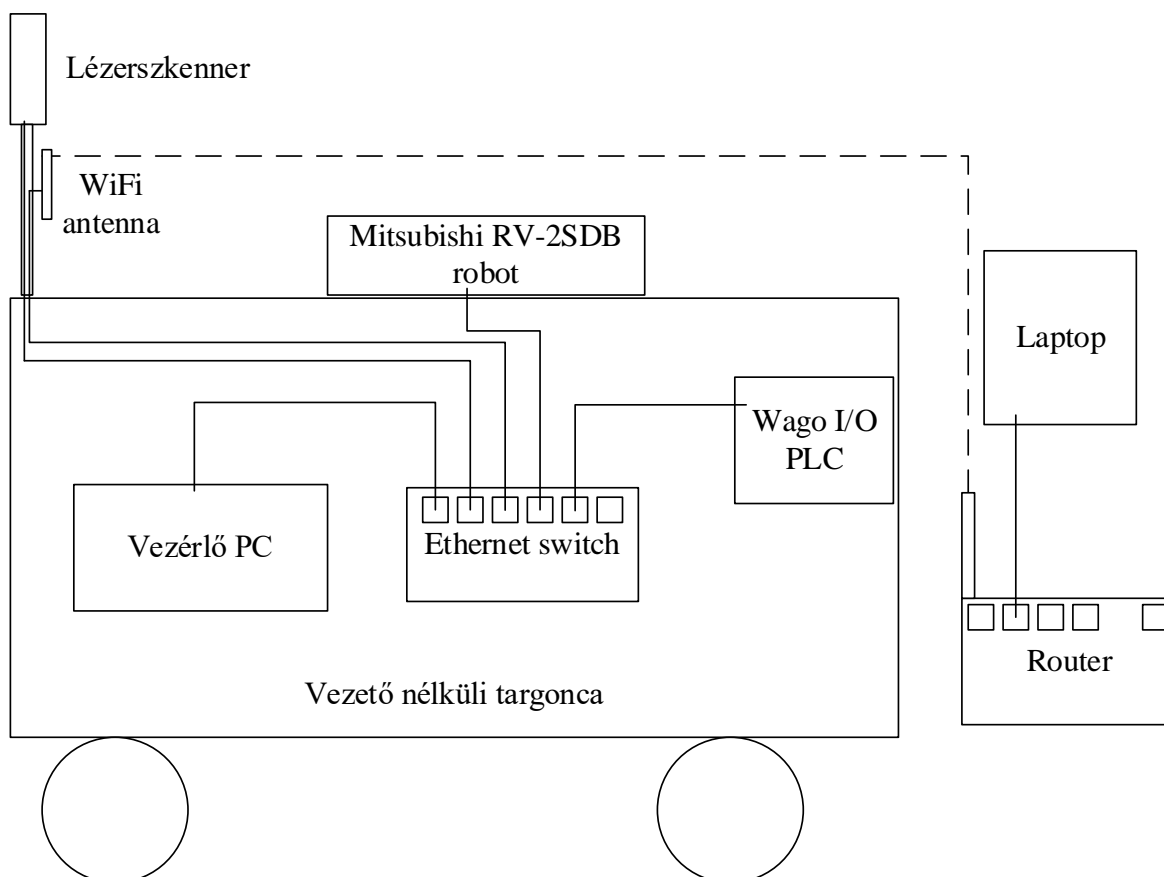 Lézerszkenner
WiFi
antenna
Mitsubishi RV-2SDB
robot
Laptop
Wago I/O
PLC
Vezérlő PC
Ethernet switch
Router
Vezető nélküli targonca